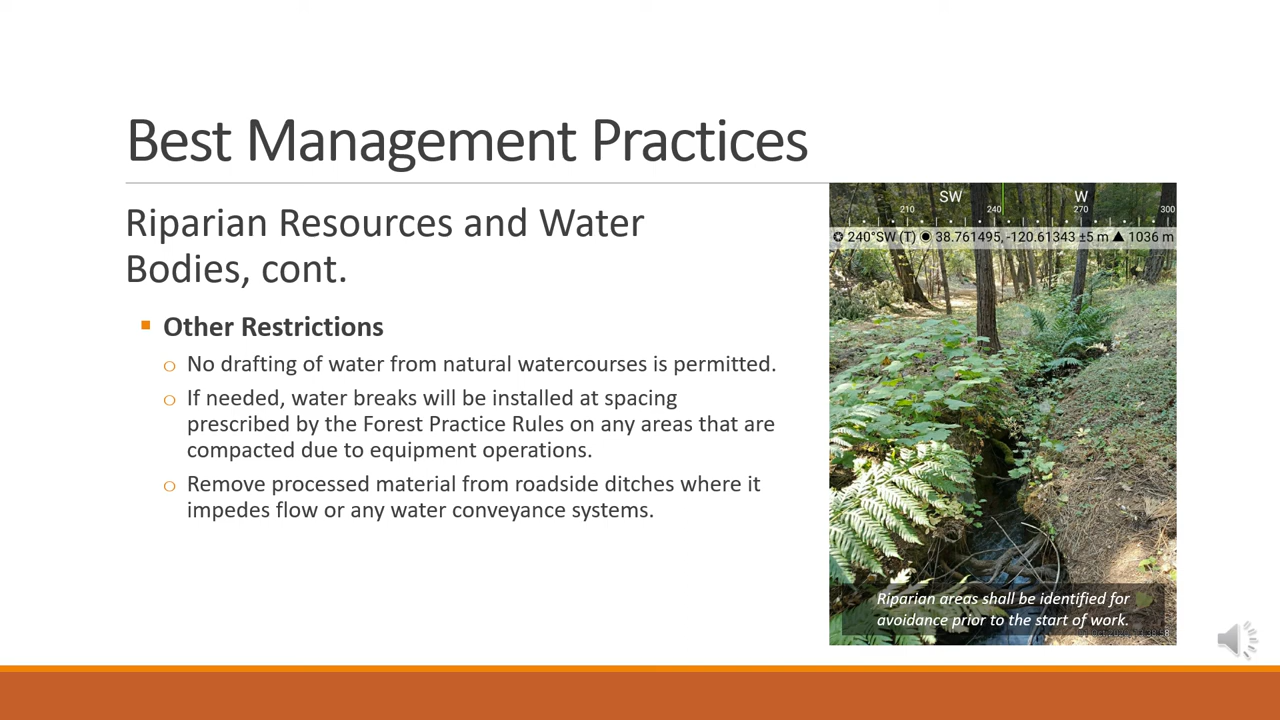 Best Management Practices
Riparian Resources and Water
Bodies, cont.
Other Restrictions
No drafting of water from natural watercourses is permitted.
If needed, water breaks will be installed at spacing
prescribed by the Forest Practice Rules on any areas that are
compacted due to equipment operations.
Remove processed material from roadside ditches where it
impedes flow or any water conveyance systems.
SW W
210 240 270 300
240°SW (T) 38.761495, -120.61343 ±5 m ▲ 1036 m
Riparian areas shall be identified for
avoidance prior to the start of work.